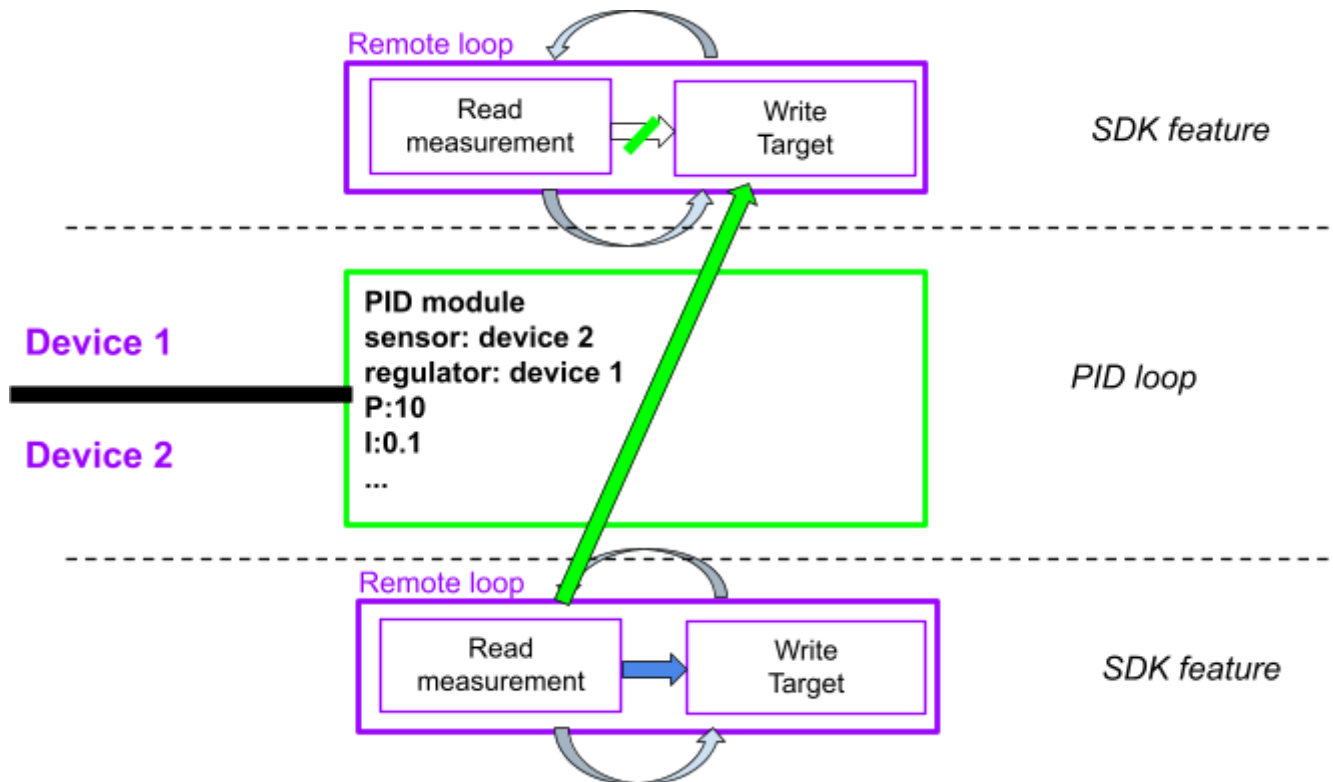 Remote loop
Read
measurement
Write
Target
SDK feature
PID module
sensor: device 2
regulator: device 1
P:10
I:0.1
...
Device 1
Device 2
PID loop
Remote loop
Read
measurement
Write
Target
SDK feature